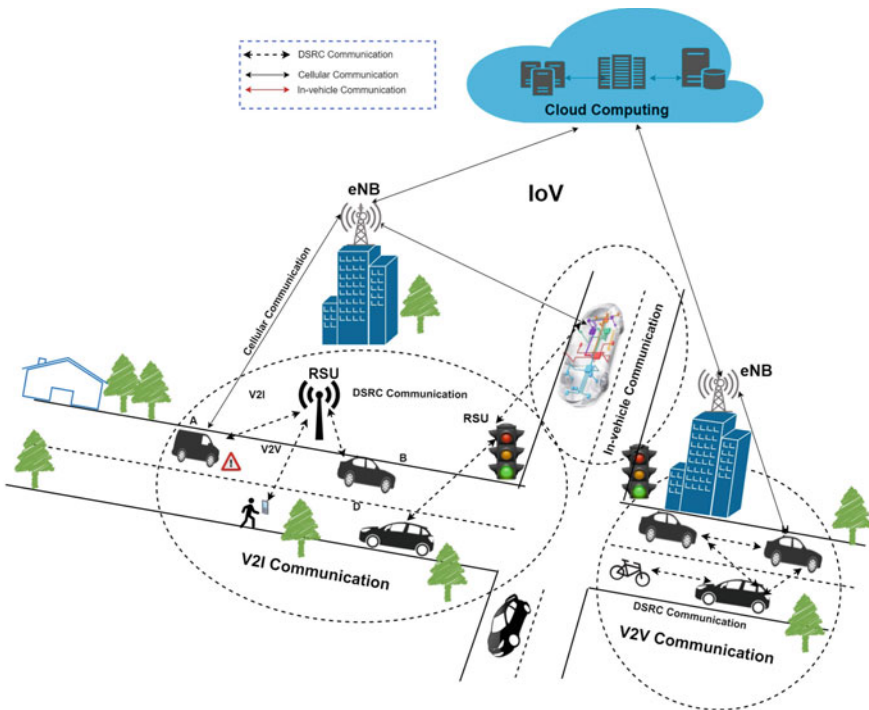 DSRC Communication
Cellular Communication
In-vehicle Communication
Cloud Computing
IoV
eNB
Cellular Communication
RSU
V2I
DSRC Communication
RSU
In-vehicle Communication
eNB
A
V2V
B
D
V2I Communication
DSRC Communication
V2V Communication